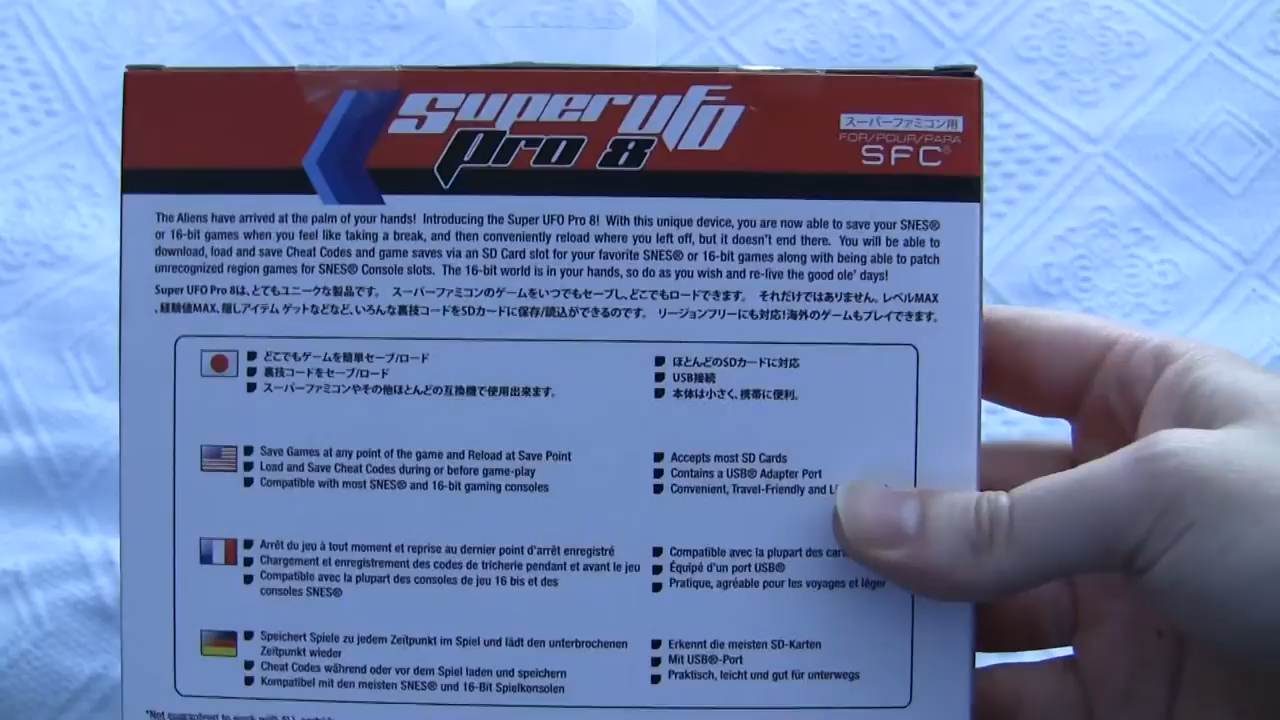 Super UFO
Pro 8
スーパーファミコン用
FOR/POUR/PARA
SFC®
The Aliens have arrived at the palm of your hands! Introducing the Super UFO Pro 8! With this unique device, you are now able to save your SNES®
or 16-bit games when you feel like taking a break, and then conveniently reload where you left off, but it doesn't end there. You will be able to
download, load and save Cheat Codes and game saves via an SD Card slot for your favorite SNES® or 16-bit games along with being able to patch
unrecognized region games for SNES® Console slots. The 16-bit world is in your hands, so do as you wish and re-live the good ole' days!
Super UFO Pro 8は、とてもユニークな製品です。 スーパーファミコンのゲームをいつでもセーブし、どこでもロードできます。 それだけではありません。レベルMAX
、経験値MAX、隠しアイテム ゲットなどなど、いろんな裏技コードをSDカードに保存/読込ができるのです。 リージョンフリーにも対応!海外のゲームもプレイできます。
どこでもゲームを簡単セーブ/ロード
裏技コードをセーブ/ロード
スーパーファミコンやその他ほとんどの互換機で使用出来ます。
ほとんどのSDカードに対応
USB接続
本体は小さく、携帯に便利。
Save Games at any point of the game and Reload at Save Point
Load and Save Cheat Codes during or before game-play
Compatible with most SNES® and 16-bit gaming consoles
Accepts most SD Cards
Contains a USB® Adapter Port
Convenient, Travel-Friendly and
Arrêt du jeu à tout moment et reprise au dernier point d'arrêt enregistré
Chargement et enregistrement des codes de tricherie pendant et avant le jeu
Compatible avec la plupart des consoles de jeu 16 bis et des
consoles SNES®
Compatible avec la plupart des
Équipé d'un port USB®
Pratique, agréable pour les voyages et léger
Speichert Spiele zu jedem Zeitpunkt im Spiel und lädt den unterbrochenen
Zeitpunkt wieder
Cheat Codes während oder vor dem Spiel laden und speichern
Kompatibel mit den meisten SNES® und 16-Bit Spielkonsolen
Erkennt die meisten SD-Karten
Mit USB®-Port
Praktisch, leicht und gut für unterwegs
*Not guaranteed to work with ALL